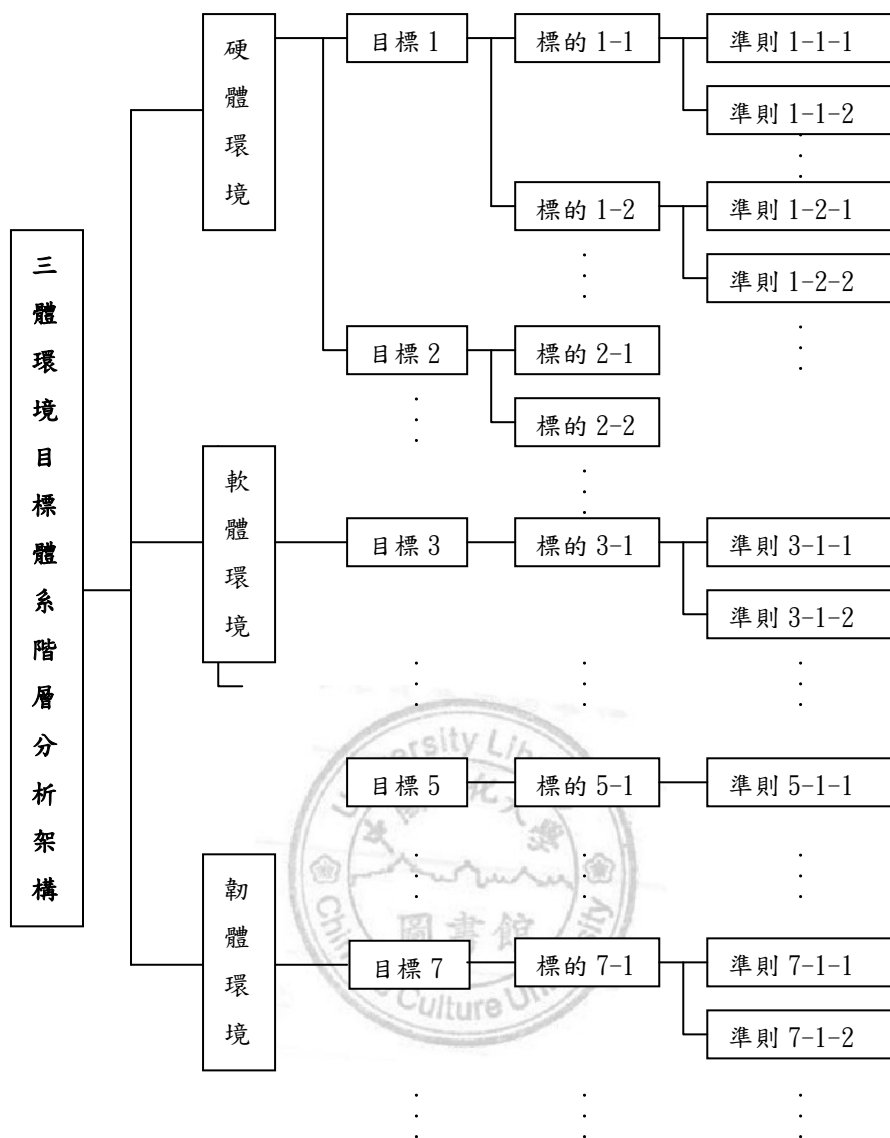 三體環境目標體系階層分析架構
硬體環境
目標 1
標的 1-1
準則 1-1-1
準則 1-1-2
標的 1-2
準則 1-2-1
準則 1-2-2
目標 2
標的 2-1
標的 2-2
軟體環境
目標 3
標的 3-1
準則 3-1-1
準則 3-1-2
目標 5
標的 5-1
準則 5-1-1
韌體環境
目標 7
標的 7-1
準則 7-1-1
準則 7-1-2
圖書館